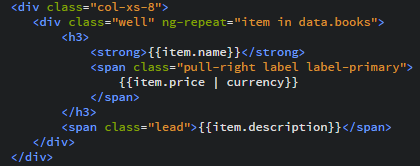 <div class="col-xs-8">
    <div class="well" ng-repeat="item in data.books">
        <h3>
            <strong>{{item.name}}</strong>
            <span class="pull-right label label-primary">
                {{item.price | currency}}
            </span>
        </h3>
        <span class="lead">{{item.description}}</span>
    </div>
</div>